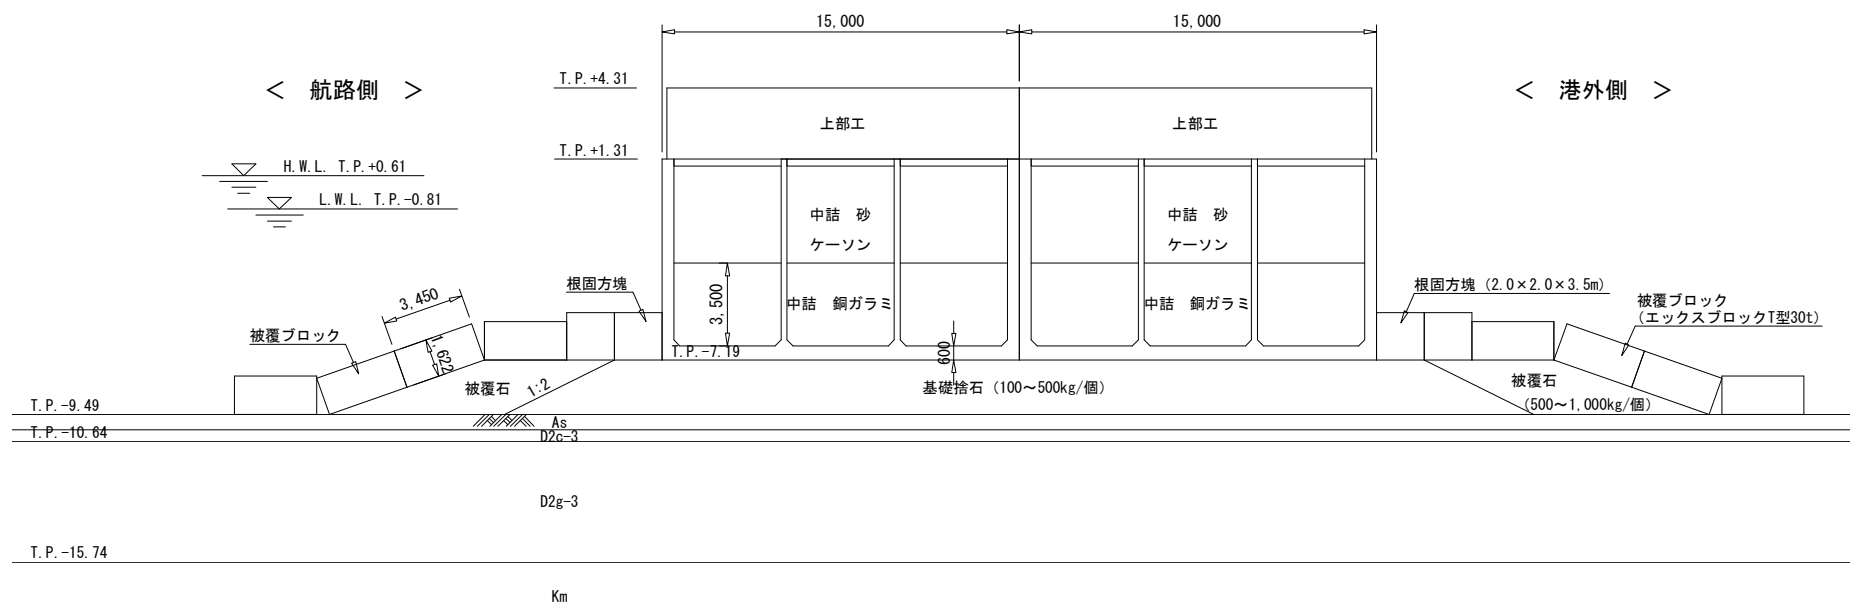 15,000
15,000
T.P.+4.31
＜　航路側　＞
＜　港外側　＞
上部工
上部工
T.P.+1.31
H.W.L. T.P.+0.61
L.W.L. T.P.-0.81
中詰　砂
ケーソン
中詰　砂
ケーソン
3,450
根固方塊
3,500
中詰　銅ガラミ
中詰　銅ガラミ
根固方塊（2.0×2.0×3.5m）
被覆ブロック
（エックスブロックT型30t）
被覆ブロック
1,622
T.P.-7.19
600
被覆石
1:2
基礎捨石（100～500kg/個）
被覆石
（500～1,000kg/個）
T.P.-9.49
As
T.P.-10.64
D2c-3
D2g-3
T.P.-15.74
Km